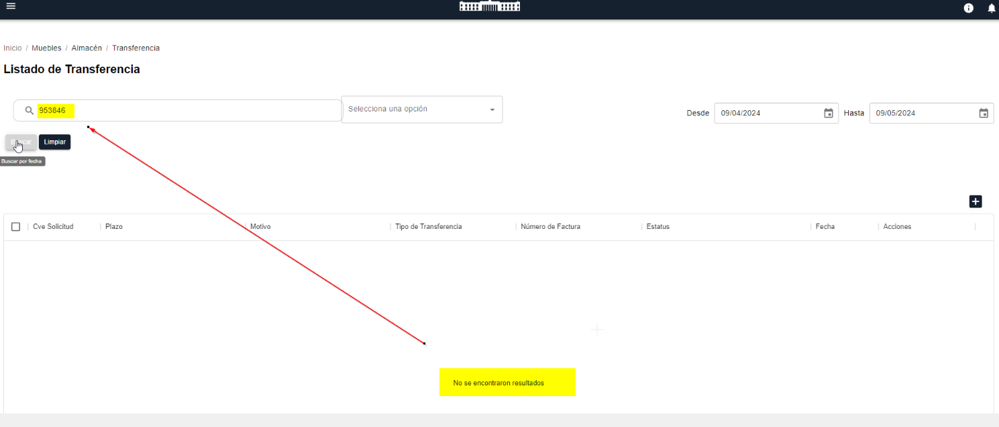 Inicio / Muebles / Almacén / Transferencia
Listado de Transferencia
953846
Selecciona una opción
Desde 09/04/2024 Hasta 09/05/2024
Buscar Limpiar
Buscar por fecha
Cve Solicitud Plazo Motivo Tipo de Transferencia Número de Factura Estatus Fecha Acciones
No se encontraron resultados